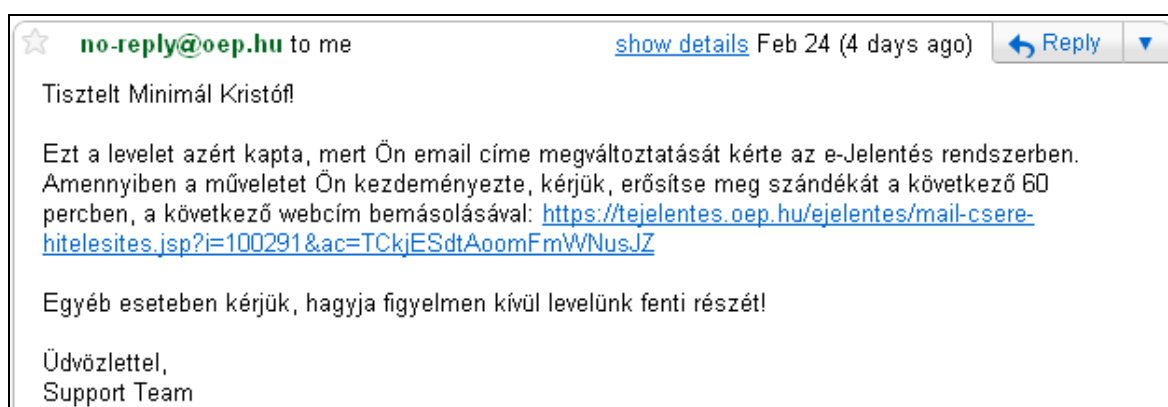 no-reply@oep.hu to me show details Feb 24 (4 days ago) Reply
Tisztelt Minimál Kristóf!
Ezt a levelet azért kapta, mert Ön email címe megváltoztatását kérte az e-Jelentés rendszerben.
Amennyiben a műveletet Ön kezdeményezte, kérjük, erősítse meg szándékát a következő 60
percben, a következő webcím bemásolásával: https://tejelentes.oep.hu/ejelentes/mail-csere-
hitelesites.jsp?i=100291&ac=TCkjESdtAoomFmWNusJZ
Egyéb eseteben kérjük, hagyja figyelmen kívül levelünk fenti részét!
Üdvözlettel,
Support Team